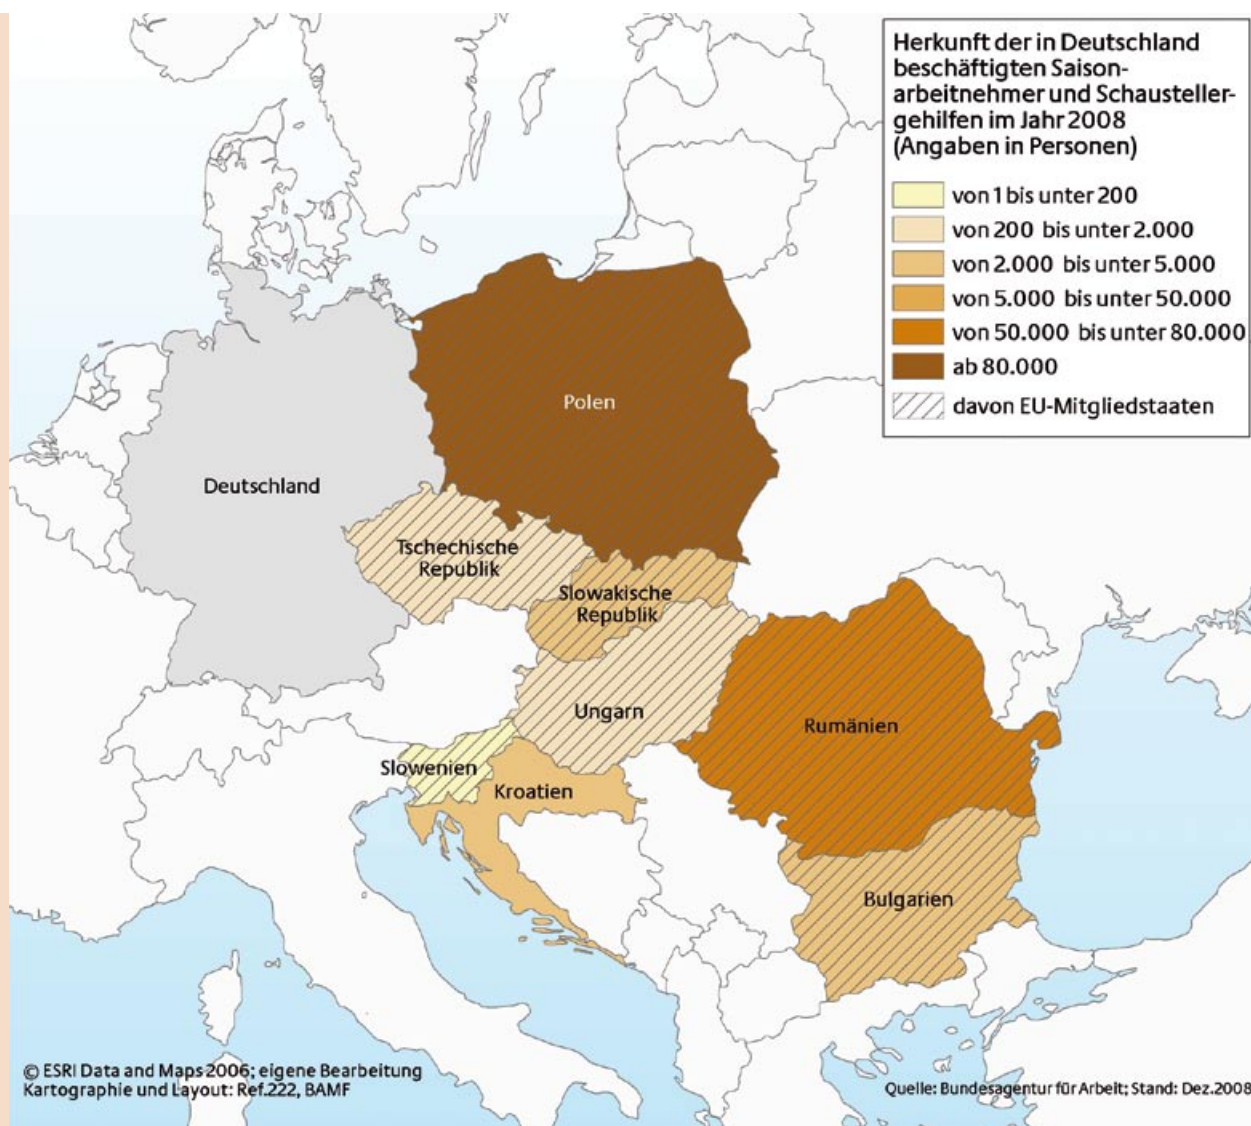 Herkunft der in Deutschland
beschäftigten Saison-
arbeitnehmer und Schausteller-
gehilfen im Jahr 2008
(Angaben in Personen)
von 1 bis unter 200
von 200 bis unter 2.000
von 2.000 bis unter 5.000
von 5.000 bis unter 50.000
von 50.000 bis unter 80.000
ab 80.000
davon EU-Mitgliedstaaten
Polen
Deutschland
Tschechische
Republik
Slowakische
Republik
Ungarn
Rumänien
Slowenien
Kroatien
Bulgarien
© ESRI Data and Maps 2006; eigene Bearbeitung
Kartographie und Layout: Ref.222, BAMF
Quelle: Bundesagentur für Arbeit; Stand: Dez.2008